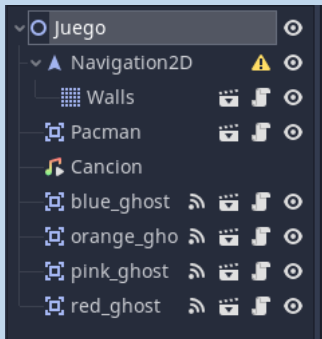 Juego
Navigation2D
Walls
Pacman
Cancion
blue_ghost
orange_gho
pink_ghost
red_ghost